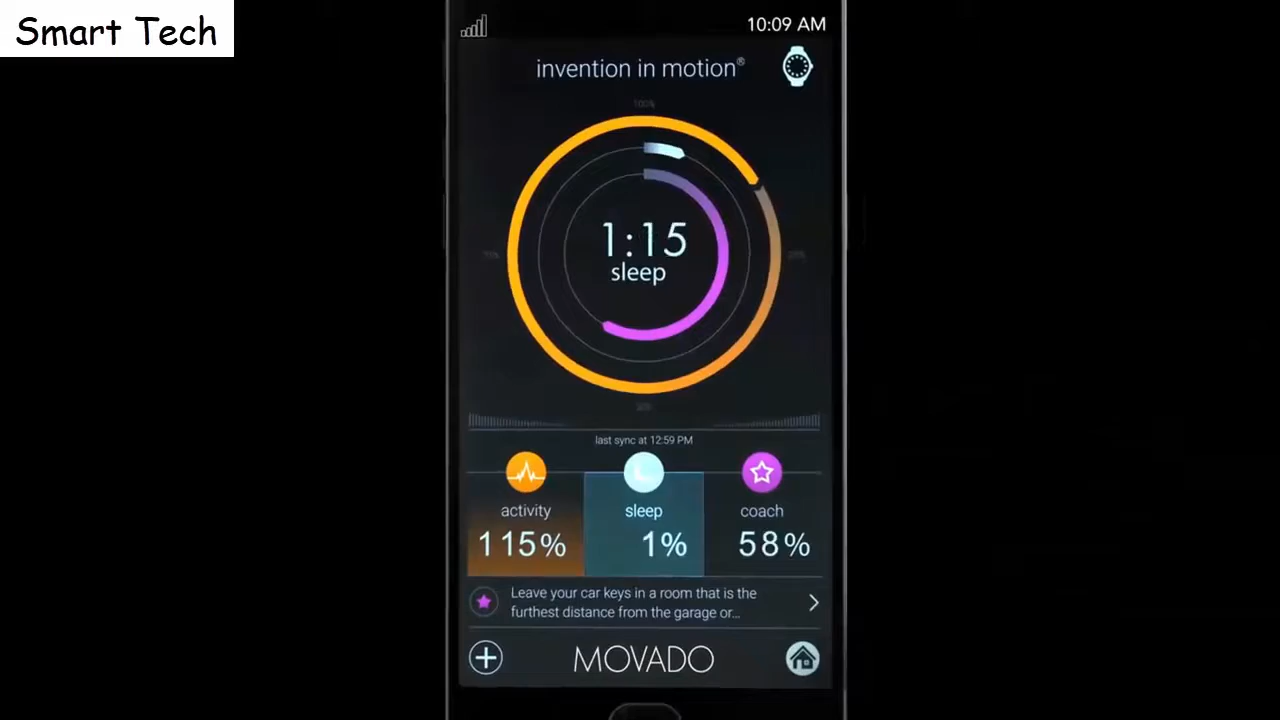 Smart Tech
10:09 AM
invention in motion®
100%
1:15
sleep
last sync at 12:59 PM
activity
sleep
coach
115%
1%
58%
Leave your car keys in a room that is the
furthest distance from the garage or...
MOVADO